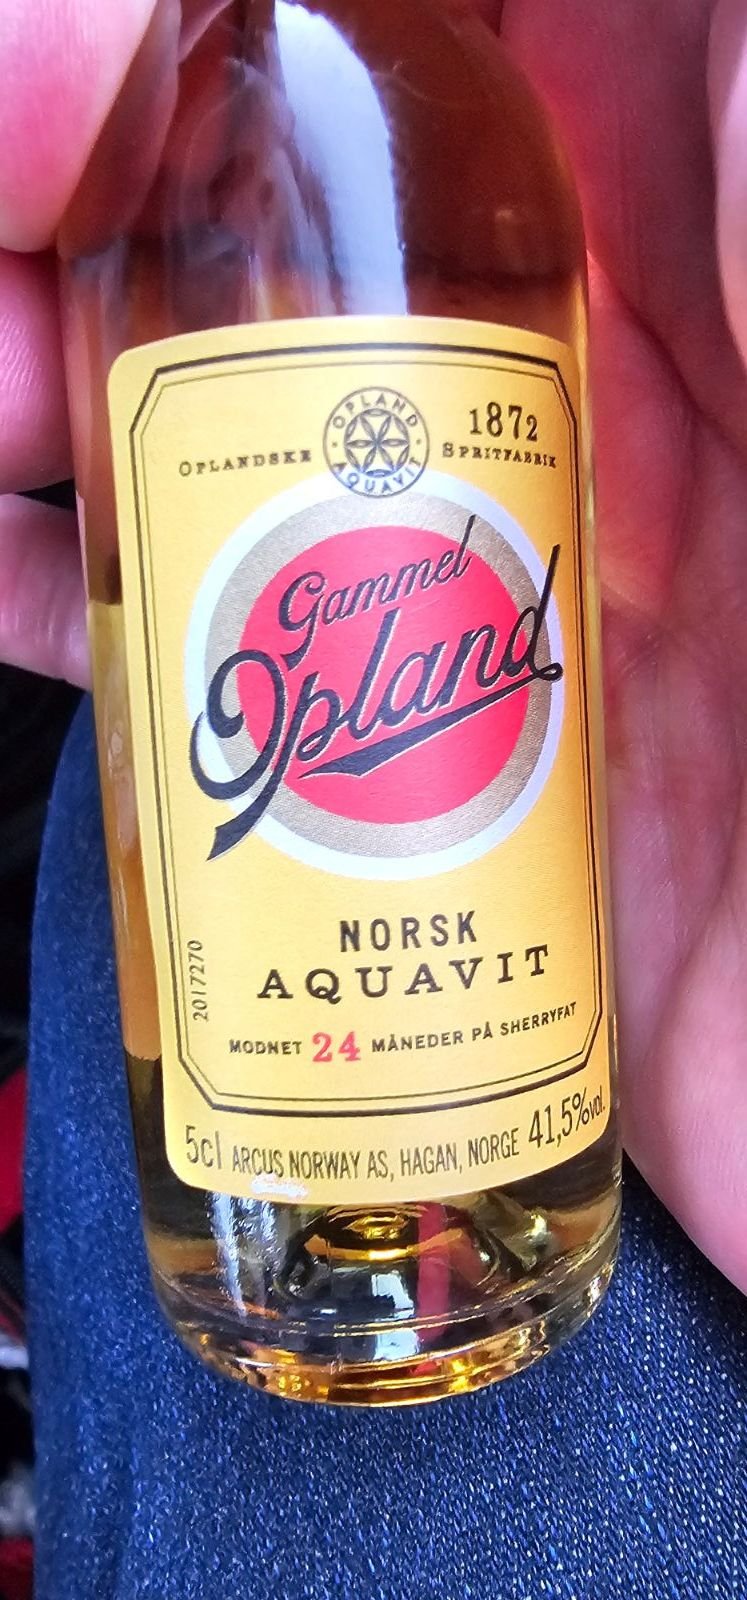 OPLAND AQUAVIT
1872
OPLANDSKE SPRITFABRIK
Gammel
Opland
NORSK
AQUAVIT
MODNET 24 MÅNEDER PÅ SHERRYFAT
2017270
5cl ARCUS NORWAY AS, HAGAN, NORGE 41,5%vol.